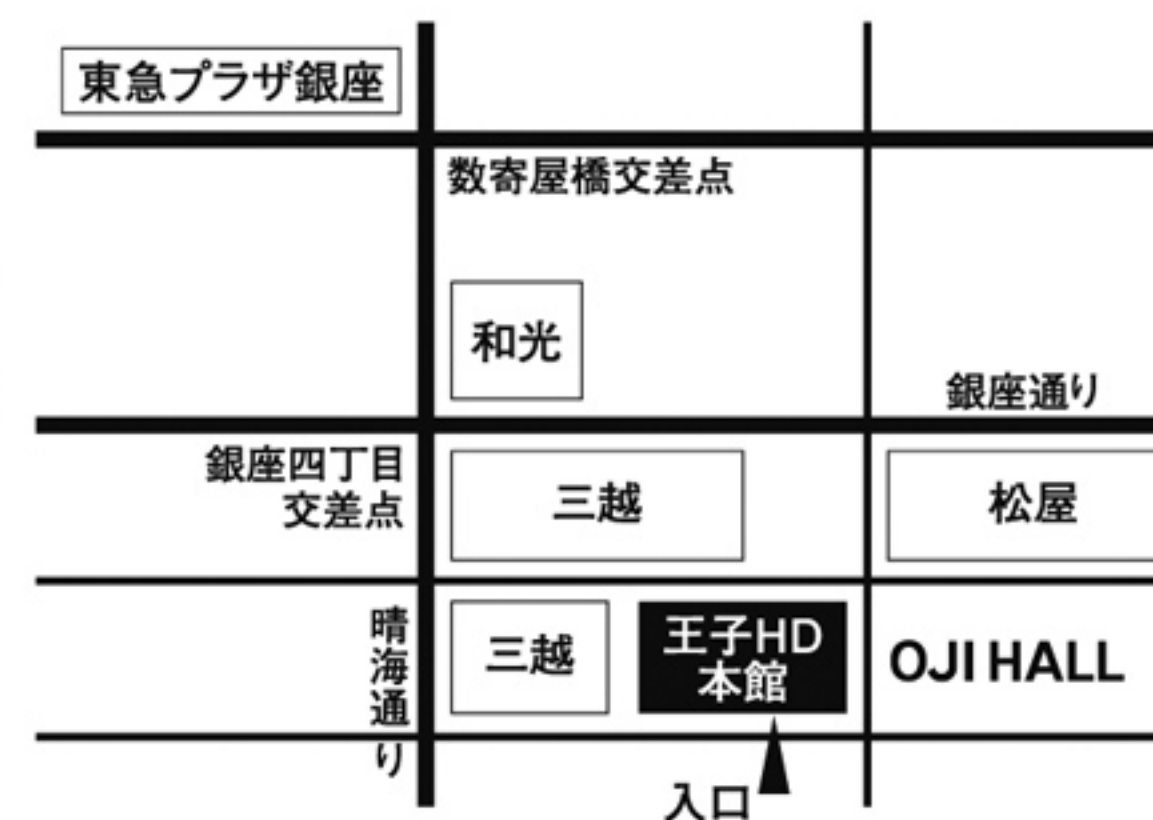 東急プラザ銀座
数寄屋橋交差点
和光
銀座通り
銀座四丁目
交差点
三越
松屋
晴海通り
三越
王子HD
本館
OJI HALL
入口